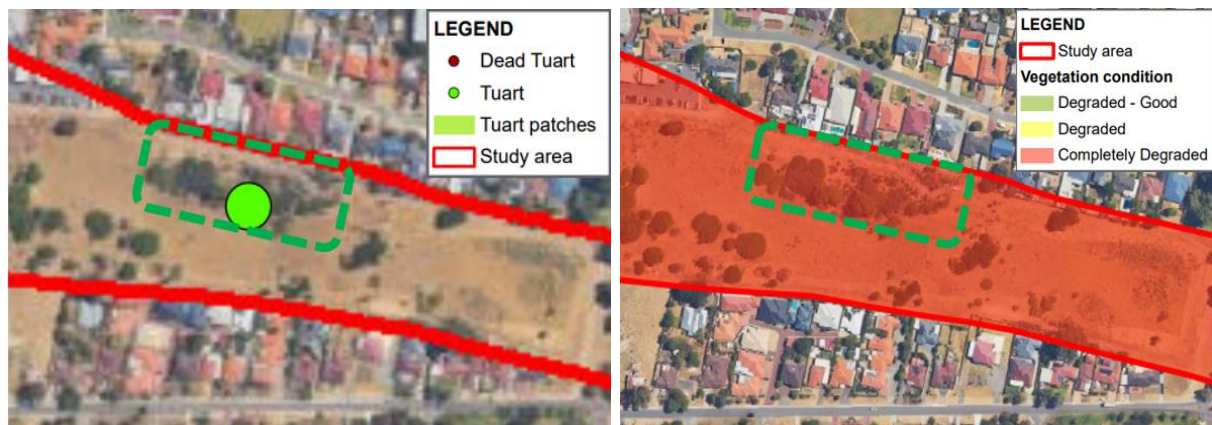 LEGEND
Dead Tuart
Tuart
Tuart patches
Study area
LEGEND
Study area
Vegetation condition
Degraded - Good
Degraded
Completely Degraded